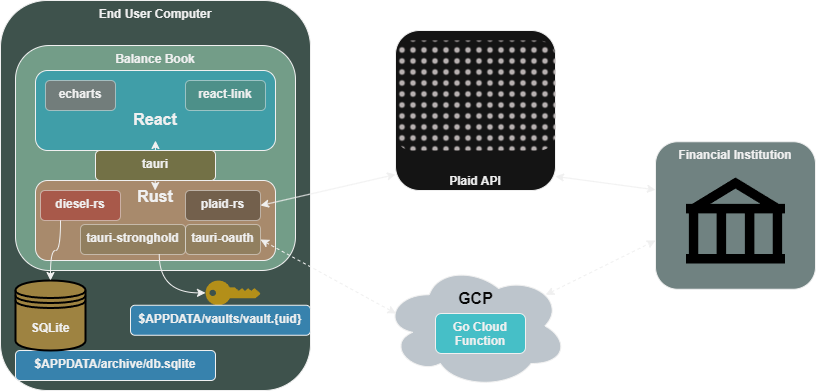 End User Computer
Balance Book
echarts
react-link
React
tauri
Rust
diesel-rs
plaid-rs
tauri-stronghold
tauri-oauth
SQLite
$APPDATA/vaults/vault.{uid}
$APPDATA/archive/db.sqlite
Plaid API
GCP
Go Cloud
Function
Financial Institution